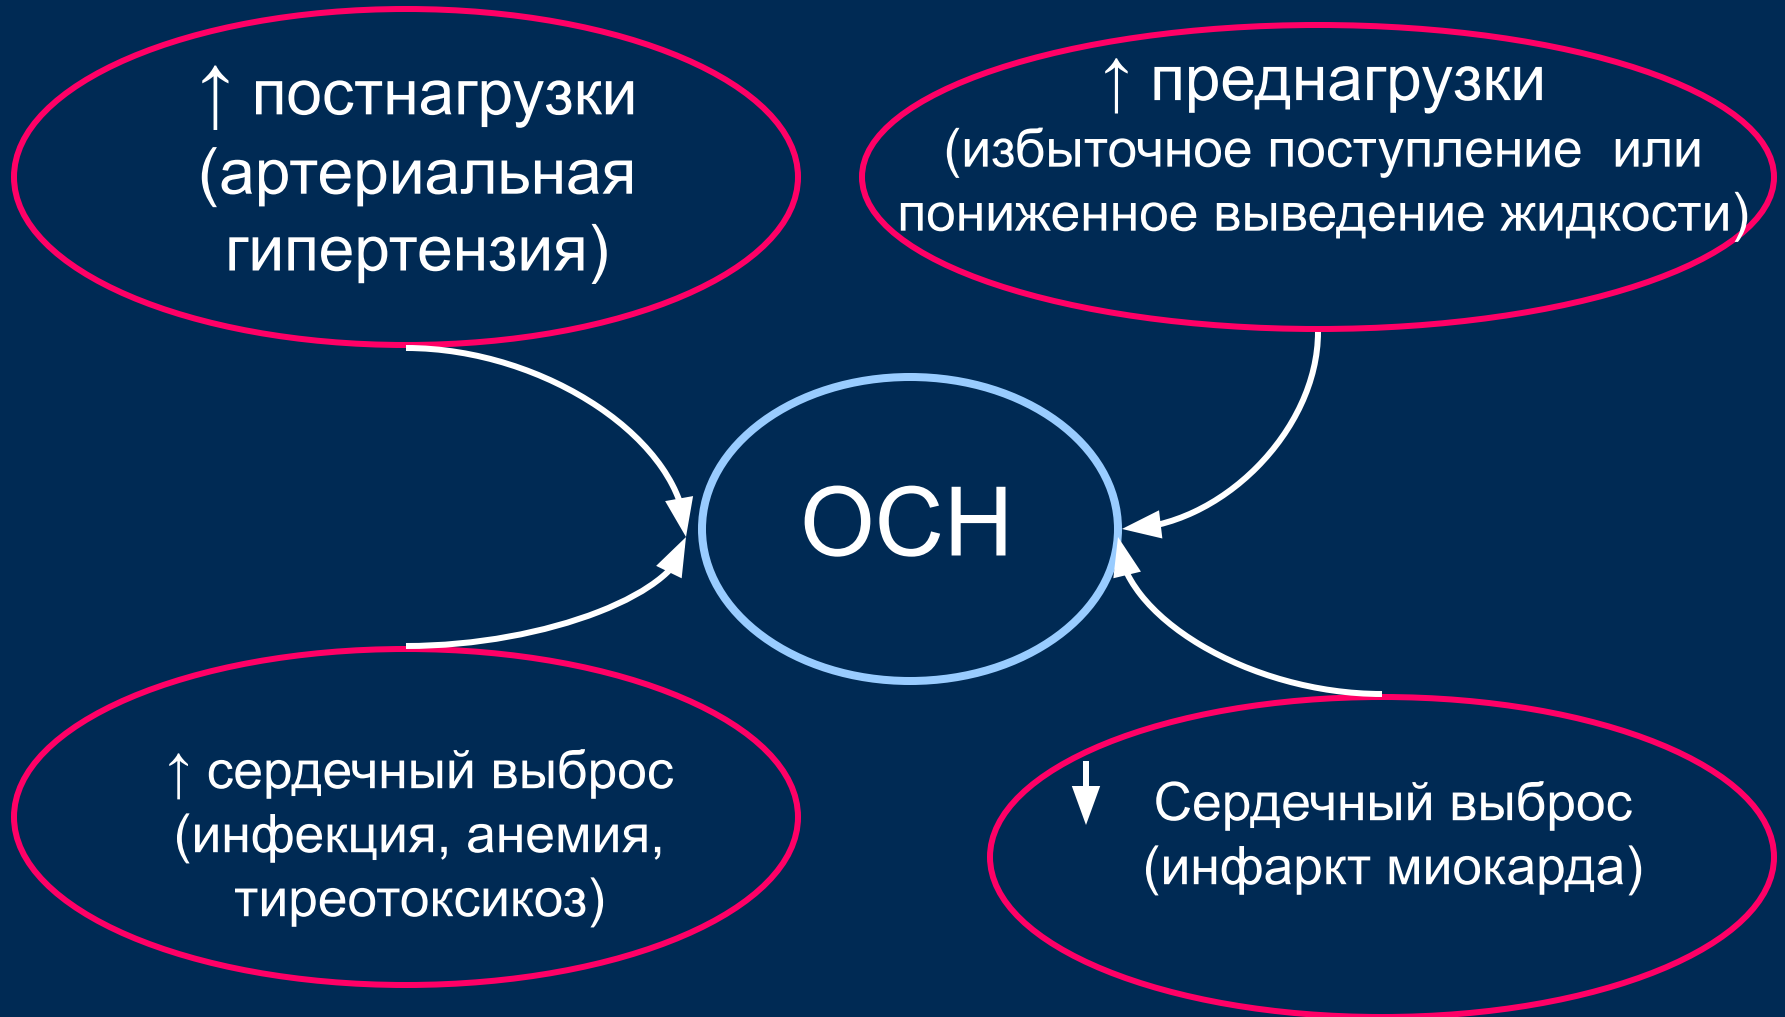 ↑ постнагрузки
(артериальная
гипертензия)
↑ преднагрузки
(избыточное поступление или
пониженное выведение жидкости)
ОСН
↑ сердечный выброс
(инфекция, анемия,
тиреотоксикоз)
Сердечный выброс
(инфаркт миокарда)